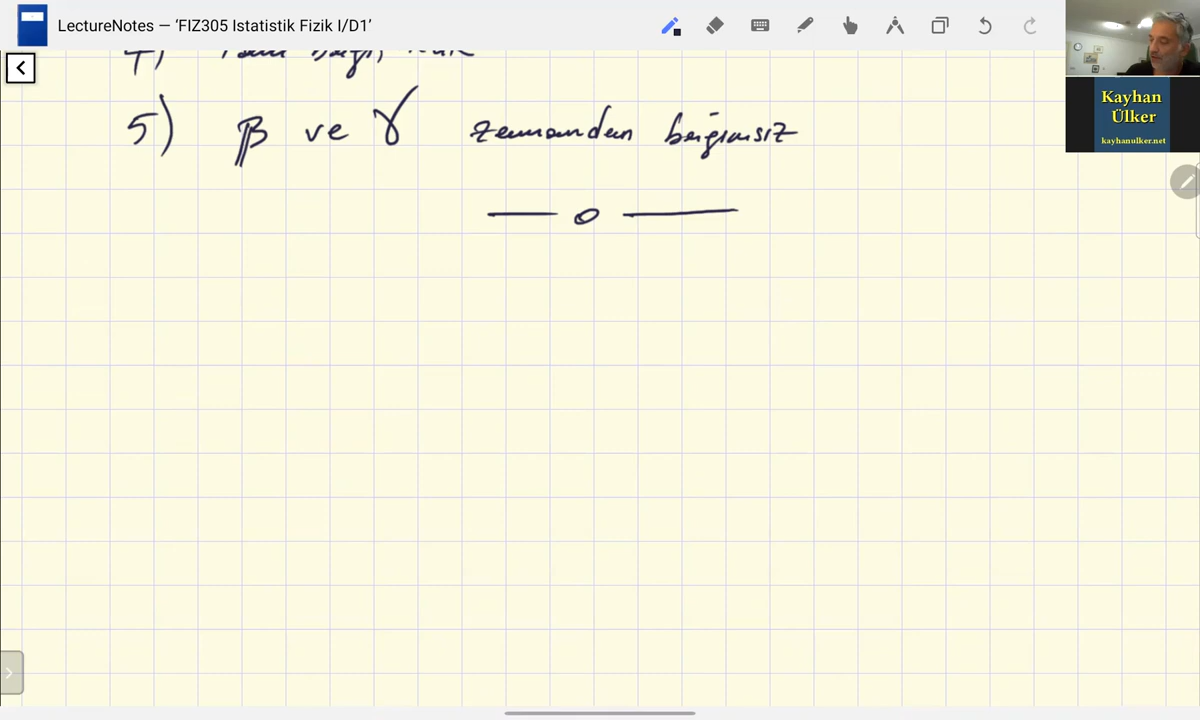 LectureNotes — ‘FIZ305 Istatistik Fizik I/D1’
Kayhan
Ülker
kayhanulker.net
5) β ve γ zamandan bağımsız